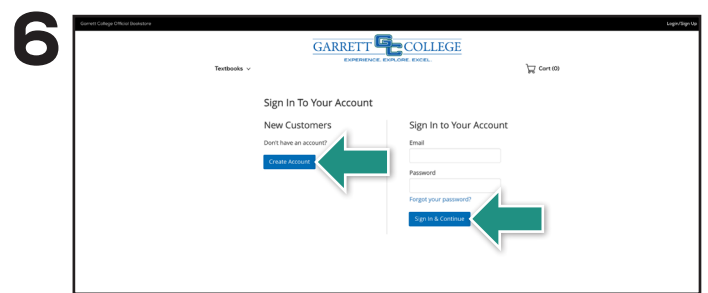 6
Garrett College Official Bookstore
Login/Sign Up
GARRETT GC COLLEGE
EXPERIENCE. EXPLORE. EXCEL.
Textbooks
Cart (0)
Sign In To Your Account
New Customers
Don't have an account?
Create Account
Sign In to Your Account
Email
Password
Forgot your password?
Sign In & Continue